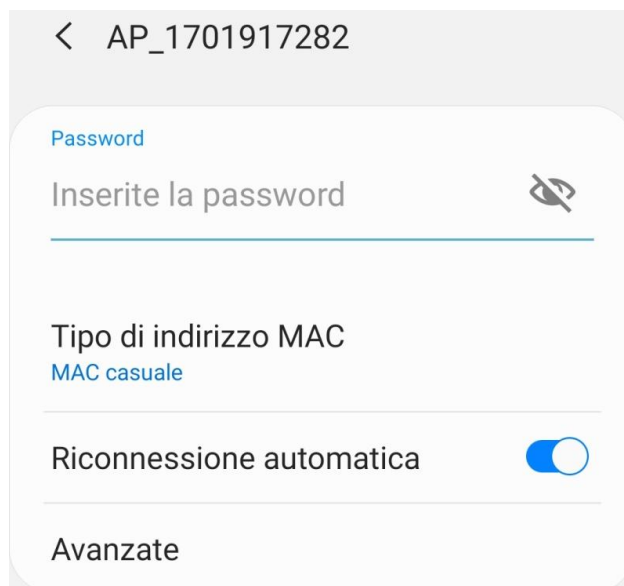 AP_1701917282
Password
Inserite la password
Tipo di indirizzo MAC
MAC casuale
Riconnessione automatica
Avanzate